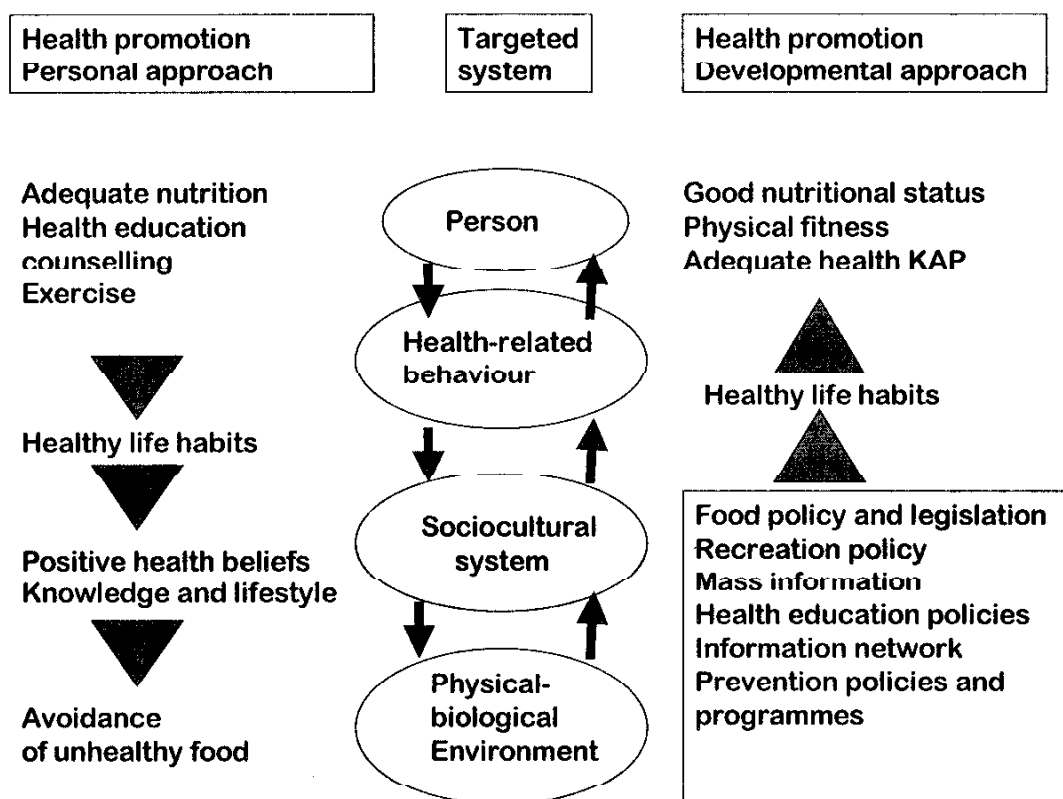 Health promotion
Personal approach
Targeted
system
Health promotion
Developmental approach
Adequate nutrition
Health education
counselling
Exercise
Healthy life habits
Positive health beliefs
Knowledge and lifestyle
Avoidance
of unhealthy food
Person
Health-related
behaviour
Sociocultural
system
Physical-
biological
Environment
Good nutritional status
Physical fitness
Adequate health KAP
Healthy life habits
Food policy and legislation
Recreation policy
Mass information
Health education policies
Information network
Prevention policies and
programmes